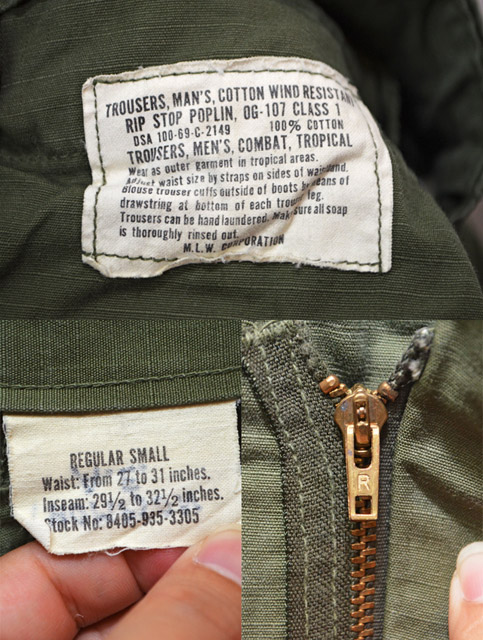 TROUSERS, MAN'S, COTTON WIND RESISTANT
RIP STOP POPLIN, OG-107 CLASS 1
DSA 100-69-C-2149 100% COTTON
TROUSERS, MEN'S, COMBAT, TROPICAL
Wear as outer garment in tropical areas.
Adjust waist size by straps on sides of waistband.
Blouse trouser cuffs outside of boots by means of
drawstring at bottom of each trouser leg.
Trousers can be hand laundered. Make sure all soap
is thoroughly rinsed out.
M.L.W. CORPORATION
REGULAR SMALL
Waist: From 27 to 31 inches.
Inseam: 29½ to 32½ inches.
Stock No: 8405-935-3305
R